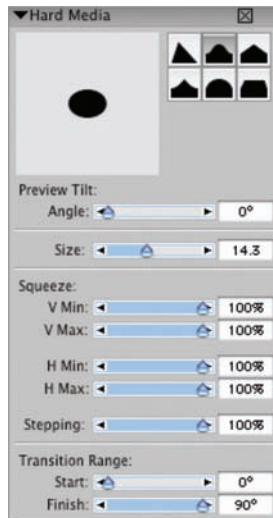 Hard Media
Preview Tilt:
Angle: 0°
Size: 14.3
Squeeze:
V Min: 100%
V Max: 100%
H Min: 100%
H Max: 100%
Stepping: 100%
Transition Range:
Start: 0°
Finish: 90°